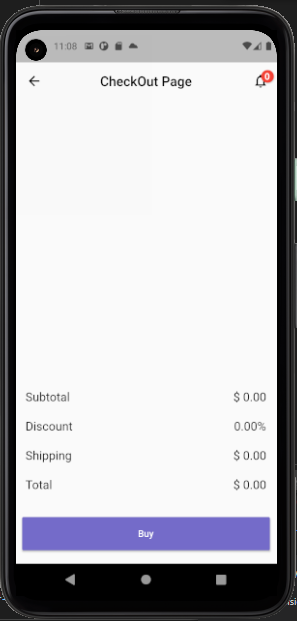 11:08
CheckOut Page
0
Subtotal $ 0.00
Discount 0.00%
Shipping $ 0.00
Total $ 0.00
Buy